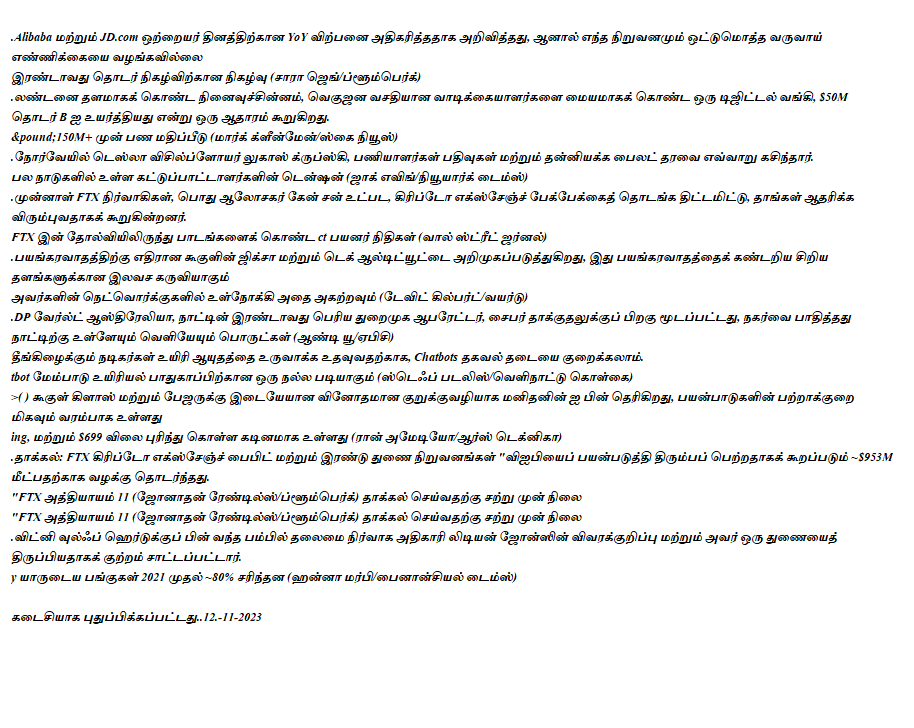 .Alibaba மற்றும் JD.com ஒற்றையர் தினத்திற்கான YoY விற்பனை அதிகரித்ததாக அறிவித்தது, ஆனால் எந்த நிறுவனமும் ஒட்டுமொத்த வருவாய்
எண்ணிக்கையை வழங்கவில்லை
இரண்டாவது தொடர் நிகழ்விற்கான நிகழ்வு (சாரா ஜெங்/ப்ளூம்பெர்க்)
.லண்டனை தளமாகக் கொண்ட நினைவுச்சின்னம், வெகுஜன வசதியான வாடிக்கையாளர்களை மையமாகக் கொண்ட ஒரு டிஜிட்டல் வங்கி, $50M
தொடர் B ஐ உயர்த்தியது என்று ஒரு ஆதாரம் கூறுகிறது.
&pound;150M+ முன் பண மதிப்பீடு (மார்க் க்ளீன்மேன்/ஸ்கை நியூஸ்)
.நோர்வேயில் டெஸ்லா விசில்ப்ளோயர் லுகாஸ் க்ருப்ஸ்கி, பணியாளர்கள் பதிவுகள் மற்றும் தன்னியக்க பைலட் தரவை எவ்வாறு கசிந்தார்.
பல நாடுகளில் உள்ள கட்டுப்பாட்டாளர்களின் டென்ஷன் (ஜாக் எவிங்/நியூயார்க் டைம்ஸ்)
.முன்னாள் FTX நிர்வாகிகள், பொது ஆலோசகர் கேன் சன் உட்பட, கிரிப்டோ எக்ஸ்சேஞ்ச் பேக்பேக்கைத் தொடங்க திட்டமிட்டு, தாங்கள் ஆதரிக்க
விரும்புவதாகக் கூறுகின்றனர்.
FTX இன் தோல்வியிலிருந்து பாடங்களைக் கொண்ட ct பயனர் நிதிகள் (வால் ஸ்ட்ரீட் ஜர்னல்)
.பயங்கரவாதத்திற்கு எதிரான கூகுளின் ஜிக்சா மற்றும் டெக் ஆல்டிட்யூட்டை அறிமுகப்படுத்துகிறது, இது பயங்கரவாதத்தைக் கண்டறிய சிறிய
தளங்களுக்கான இலவச கருவியாகும்
அவர்களின் நெட்வொர்க்குகளில் உள்நோக்கி அதை அகற்றவும் (டேவிட் கில்பர்ட்/வயர்டு)
.DP வேர்ல்ட் ஆஸ்திரேலியா, நாட்டின் இரண்டாவது பெரிய துறைமுக ஆபரேட்டர், சைபர் தாக்குதலுக்குப் பிறகு மூடப்பட்டது, நகர்வை பாதித்தது
நாட்டிற்கு உள்ளேயும் வெளியேயும் பொருட்கள் (ஆண்டி யூ/ஏபிசி)
தீங்கிழைக்கும் நடிகர்கள் உயிரி ஆயுதத்தை உருவாக்க உதவுவதற்காக, Chatbots தகவல் தடையை குறைக்கலாம்.
tbot மேம்பாடு உயிரியல் பாதுகாப்பிற்கான ஒரு நல்ல படியாகும் (ஸ்டெஃப் படலிஸ்/வெளிநாட்டு கொள்கை)
>( ) கூகுள் கிளாஸ் மற்றும் பேஜருக்கு இடையேயான வினோதமான குறுக்குவழியாக மனிதனின் ஐ பின் தெரிகிறது, பயன்பாடுகளின் பற்றாக்குறை
மிகவும் வரம்பாக உள்ளது
ing, மற்றும் $699 விலை புரிந்து கொள்ள கடினமாக உள்ளது (ரான் அமேடியோ/ஆர்ஸ் டெக்னிகா)
.தாக்கல்: FTX கிரிப்டோ எக்ஸ்சேஞ்ச் பைபிட் மற்றும் இரண்டு துணை நிறுவனங்கள் "விஐபியைப் பயன்படுத்தி திரும்பப் பெற்றதாகக் கூறப்படும் ~$953M
மீட்பதற்காக வழக்கு தொடர்ந்தது.
"FTX அத்தியாயம் 11 (ஜோனாதன் ரேண்டில்ஸ்/ப்ளூம்பெர்க்) தாக்கல் செய்வதற்கு சற்று முன் நிலை
"FTX அத்தியாயம் 11 (ஜோனாதன் ரேண்டில்ஸ்/ப்ளூம்பெர்க்) தாக்கல் செய்வதற்கு சற்று முன் நிலை
.விட்னி வுல்ஃப் ஹெர்டுக்குப் பின் வந்த பம்பில் தலைமை நிர்வாக அதிகாரி லிடியன் ஜோன்ஸின் விவரக்குறிப்பு மற்றும் அவர் ஒரு துணையைத்
திருப்பியதாகக் குற்றம் சாட்டப்பட்டார்.
y யாருடைய பங்குகள் 2021 முதல் ~80% சரிந்தன (ஹன்னா மர்பி/பைனான்சியல் டைம்ஸ்)
கடைசியாக புதுப்பிக்கப்பட்டது..12.-11-2023